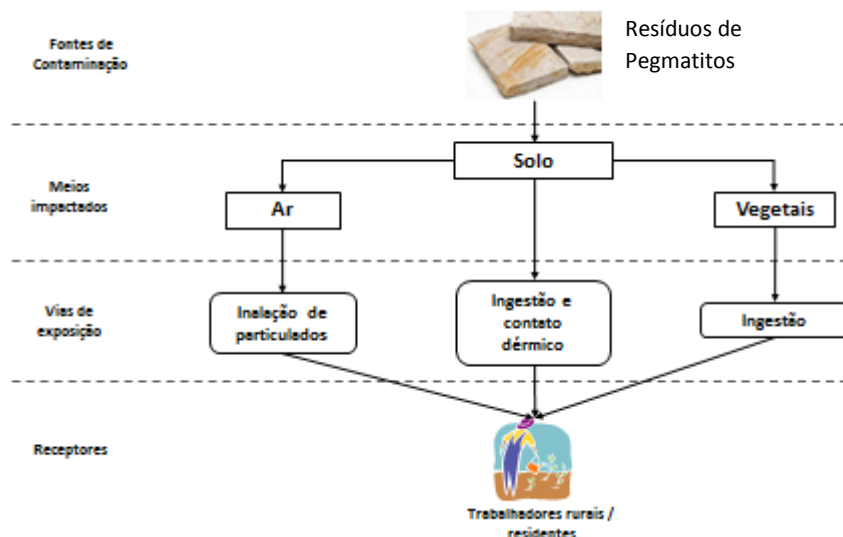 Fontes de
Contaminação
Resíduos de
Pegmatitos
Meios
impactados
Solo
Ar
Vegetais
Vias de
exposição
Inalação de
particulados
Ingestão e
contato
dérmico
Ingestão
Receptores
Trabalhadores rurais /
residentes